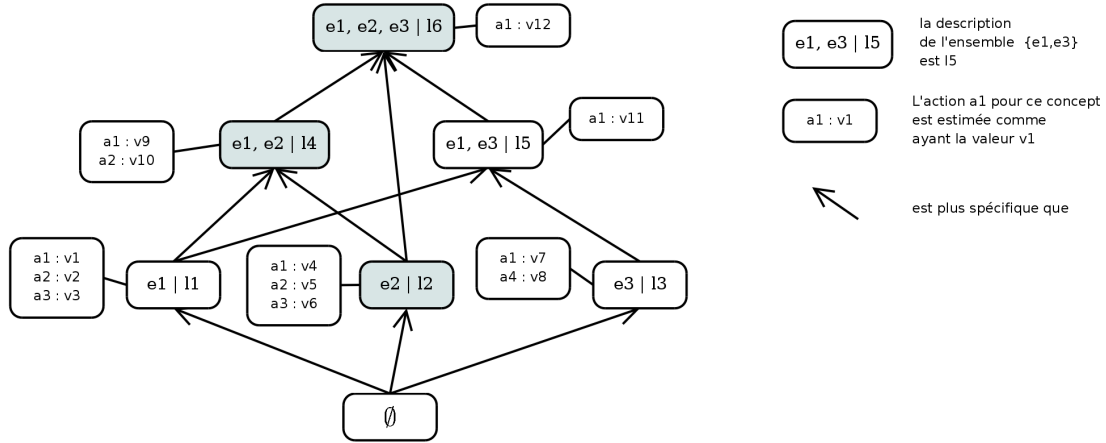 e1, e2, e3 | l6
a1 : v12
a1 : v9
a2 : v10
e1, e2 | l4
e1, e3 | l5
a1 : v11
a1 : v1
a2 : v2
a3 : v3
e1 | l1
a1 : v4
a2 : v5
a3 : v6
e2 | l2
a1 : v7
a4 : v8
e3 | l3
∅
e1, e3 | l5
la description
de l'ensemble {e1,e3}
est l5
a1 : v1
L'action a1 pour ce concept
est estimée comme
ayant la valeur v1
est plus spécifique que